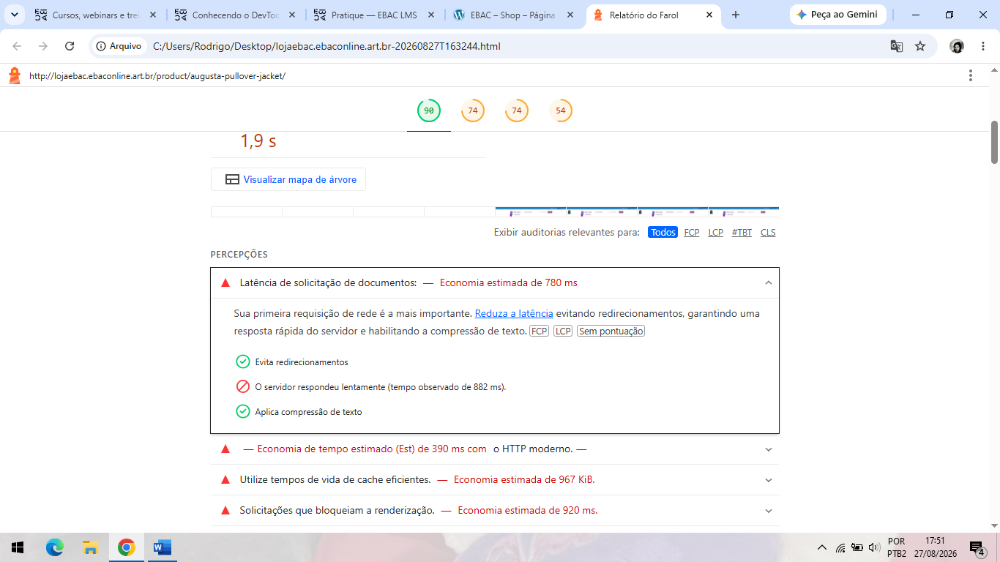 Cursos, webinars e trei
Conhecendo o DevToo
Pratique — EBAC LMS
EBAC – Shop – Página
Relatório do Farol
Peça ao Gemini
Arquivo
C:/Users/Rodrigo/Desktop/lojaebac.ebaconline.art.br-20260827T163244.html
http://lojaebac.ebaconline.art.br/product/augusta-pullover-jacket/
90
74
74
54
1,9 s
Visualizar mapa de árvore
Exibir auditorias relevantes para: Todos FCP LCP #TBT CLS
PERCEPÇÕES
Latência de solicitação de documentos: — Economia estimada de 780 ms
Sua primeira requisição de rede é a mais importante. Reduza a latência evitando redirecionamentos, garantindo uma
resposta rápida do servidor e habilitando a compressão de texto. FCP LCP Sem pontuação
Evita redirecionamentos
O servidor respondeu lentamente (tempo observado de 882 ms).
Aplica compressão de texto
— Economia de tempo estimado (Est) de 390 ms com o HTTP moderno. —
Utilize tempos de vida de cache eficientes. — Economia estimada de 967 KiB.
Solicitações que bloqueiam a renderização. — Economia estimada de 920 ms.
POR
PTB2
17:51
27/08/2026
4